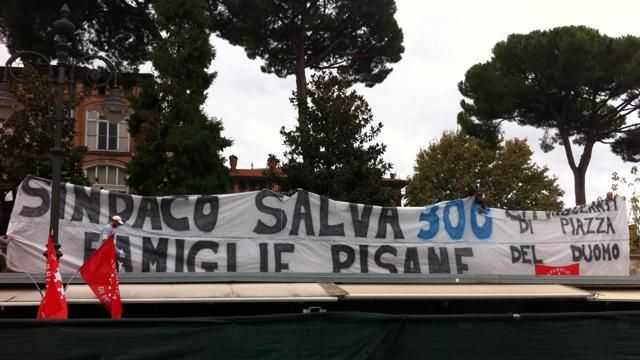 SINDACO SALVA 300
FAMIGLIE PISANE
DI PIAZZA
DEL DUOMO